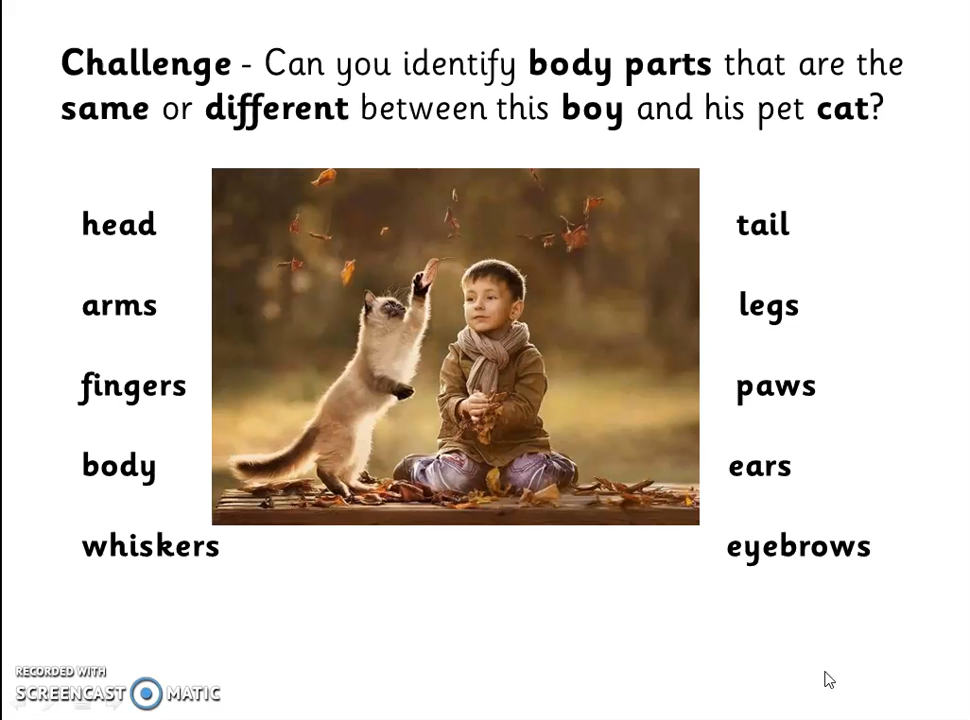 Challenge - Can you identify body parts that are the
same or different between this boy and his pet cat?
head
arms
fingers
body
whiskers
tail
legs
paws
ears
eyebrows
RECORDED WITH
SCREENCAST MATIC